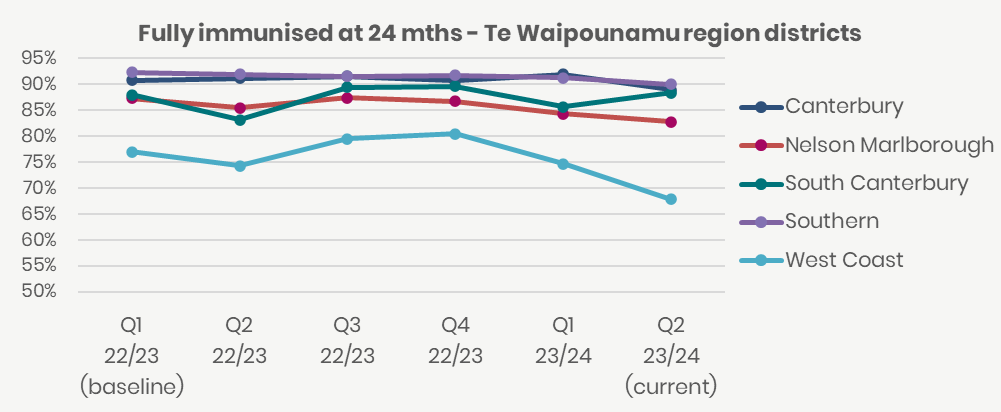 Fully immunised at 24 mths - Te Waipounamu region districts
95%
90%
85%
80%
75%
70%
65%
60%
55%
50%
Q1 Q2 Q3 Q4 Q1 Q2
22/23 22/23 22/23 22/23 23/24 23/24
(baseline) (current)
Canterbury
Nelson Marlborough
South Canterbury
Southern
West Coast